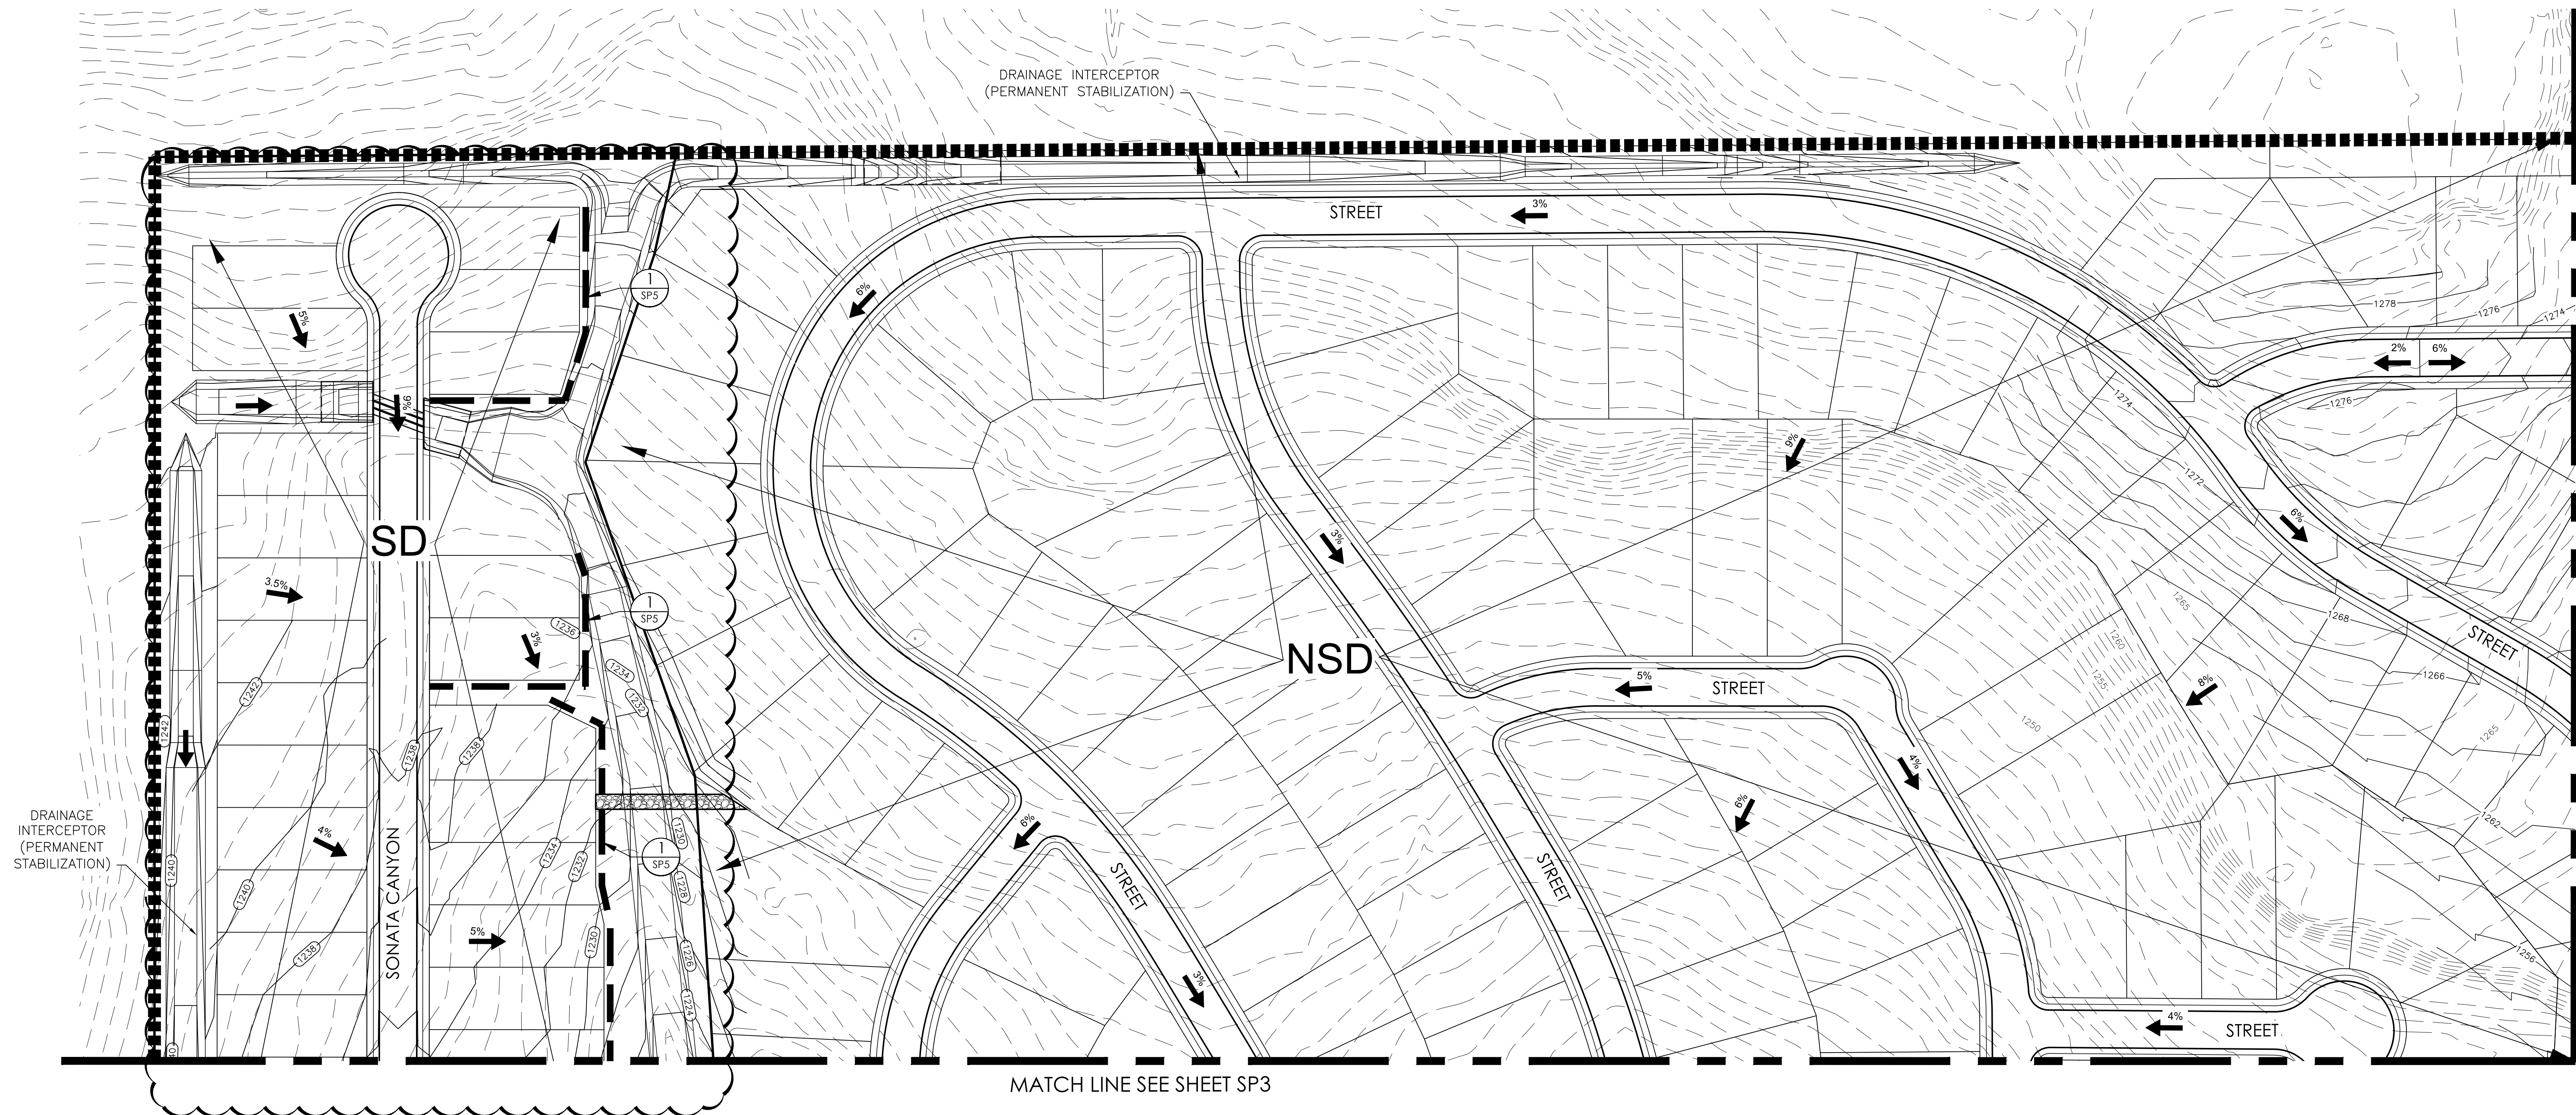 DRAINAGE INTERCEPTOR
(PERMANENT STABILIZATION)
STREET
3%
6%
5%
1
SP5
1278
1276
1274
2%
6%
1276
1274
6%
9%
1272
6%
3%
SD
3.5%
3%
1236
1
SP5
1234
1232
NSD
5%
STREET
1265
1260
1255
1268
STREET
1266
1265
8%
1250
1242
1242
1238
1238
4%
6%
6%
DRAINAGE
INTERCEPTOR
(PERMANENT
STABILIZATION)
1240
4%
1240
1238
SONATA CANYON
1234
1232
1230
1
SP5
1228
1230
1226
1224
5%
STREET
STREET
3%
1262
1256
4%
STREET
40
MATCH LINE SEE SHEET SP3